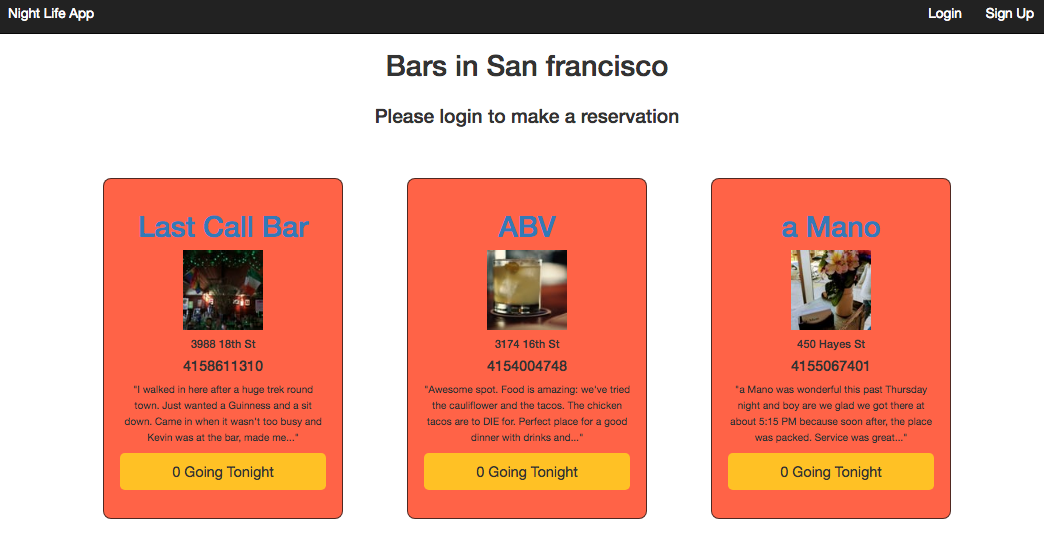 Night Life App
Login
Sign Up
Bars in San francisco
Please login to make a reservation
Last Call Bar
3988 18th St
4158611310
"I walked in here after a huge trek round
town. Just wanted a Guinness and a sit
down. Came in when it wasn't too busy and
Kevin was at the bar, made me..."
0 Going Tonight
ABV
3174 16th St
4154004748
"Awesome spot. Food is amazing: we've tried
the cauliflower and the tacos. The chicken
tacos are to DIE for. Perfect place for a good
dinner with drinks and..."
0 Going Tonight
a Mano
450 Hayes St
4155067401
"a Mano was wonderful this past Thursday
night and boy are we glad we got there at
about 5:15 PM because soon after, the place
was packed. Service was great..."
0 Going Tonight